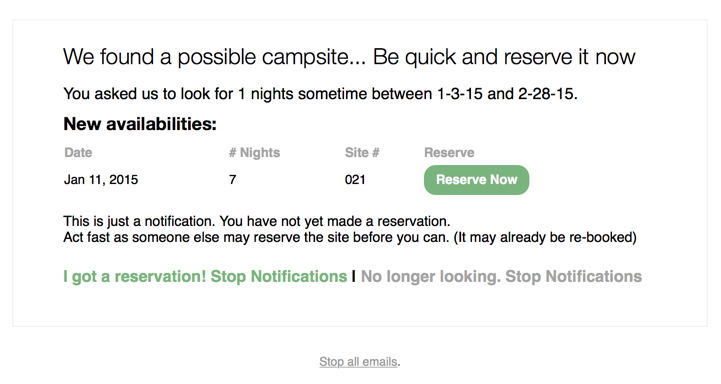 We found a possible campsite... Be quick and reserve it now
You asked us to look for 1 nights sometime between 1-3-15 and 2-28-15.
New availabilities:
Date # Nights Site # Reserve
Jan 11, 2015 7 021 Reserve Now
This is just a notification. You have not yet made a reservation.
Act fast as someone else may reserve the site before you can. (It may already be re-booked)
I got a reservation! Stop Notifications | No longer looking. Stop Notifications
Stop all emails.